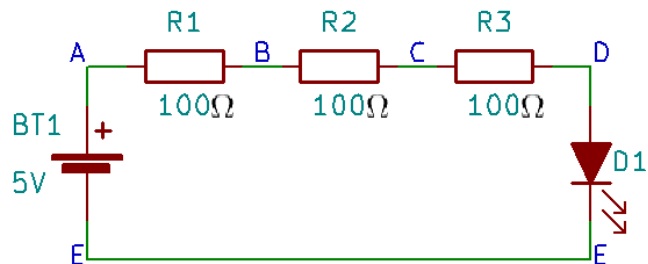 R1 R2 R3
A B C D
100Ω 100Ω 100Ω
BT1 +
D1
5V
E E